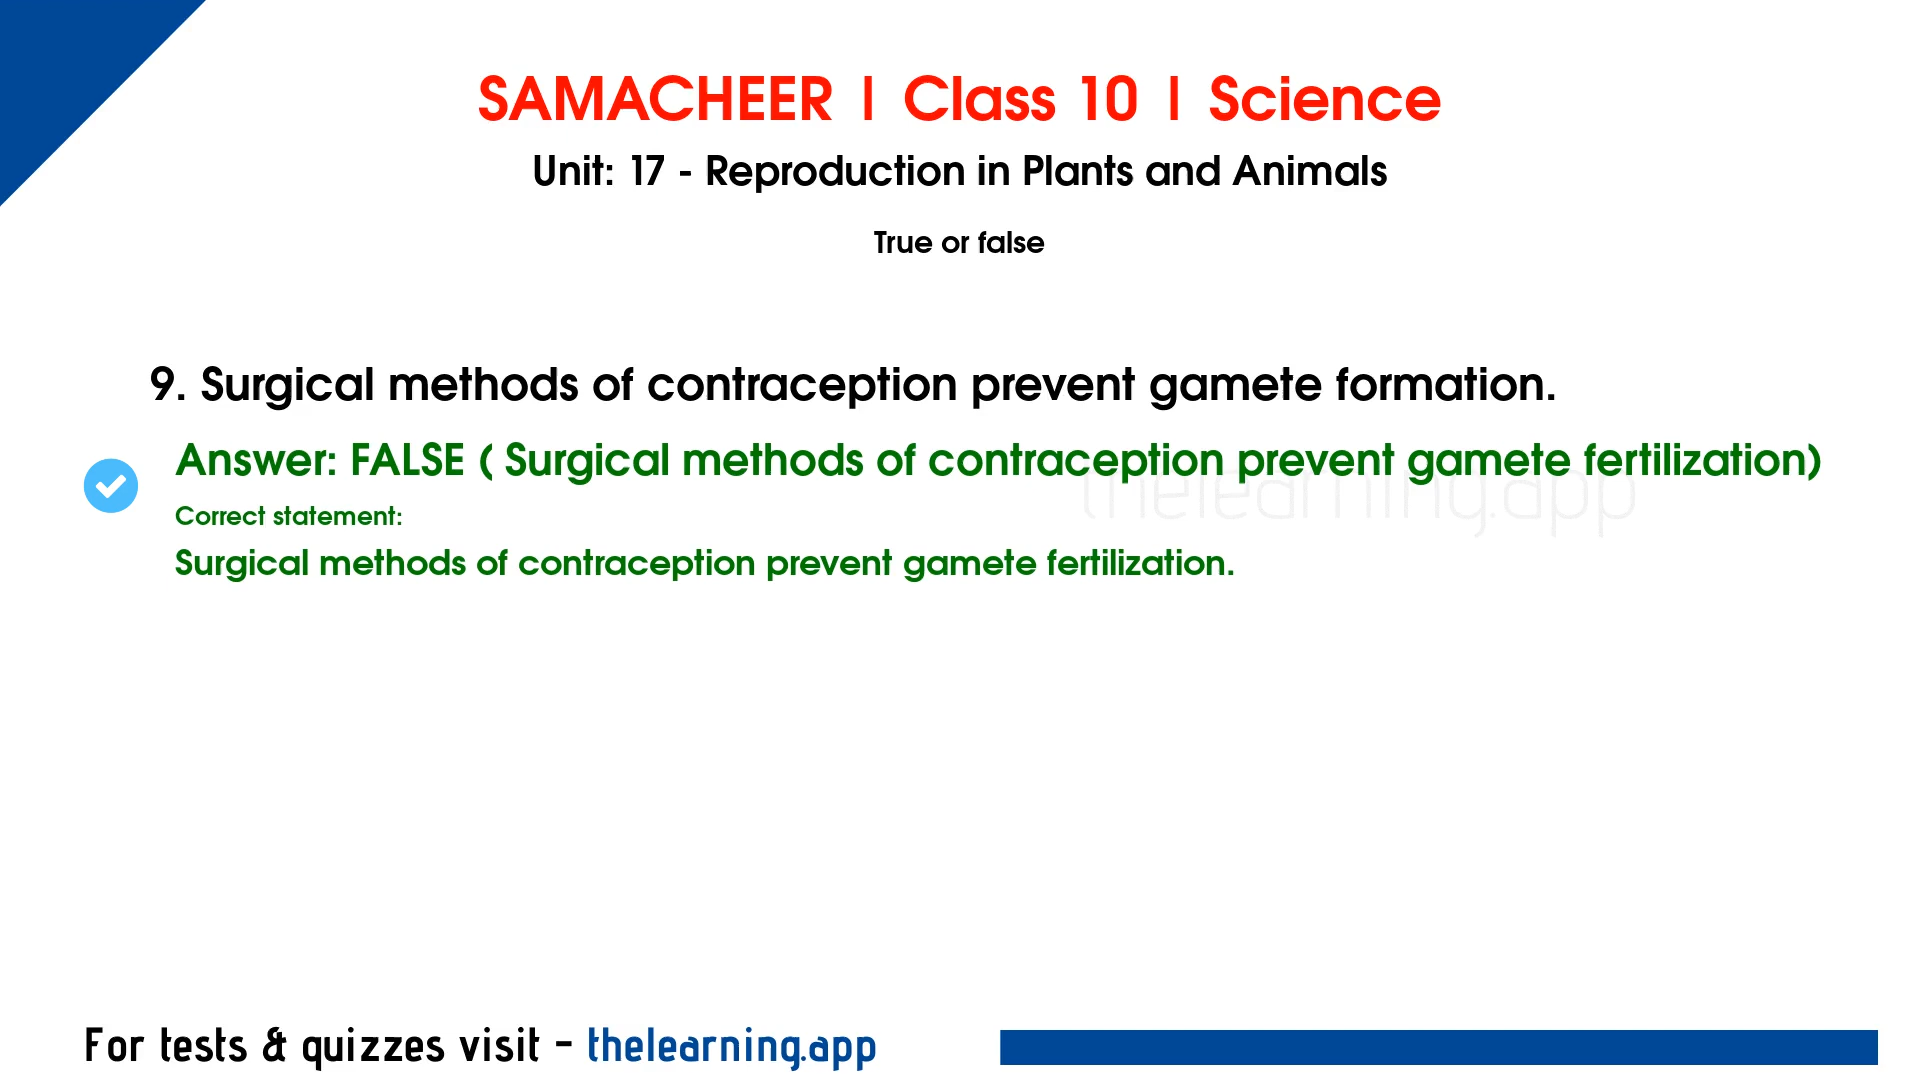 SAMACHEER | Class 10 | Science
Unit: 17 - Reproduction in Plants and Animals
True or false
9. Surgical methods of contraception prevent gamete formation.
Answer: FALSE ( Surgical methods of contraception prevent gamete fertilization)
thelearning.app
Correct statement:
Surgical methods of contraception prevent gamete fertilization.
For tests & quizzes visit - thelearning.app